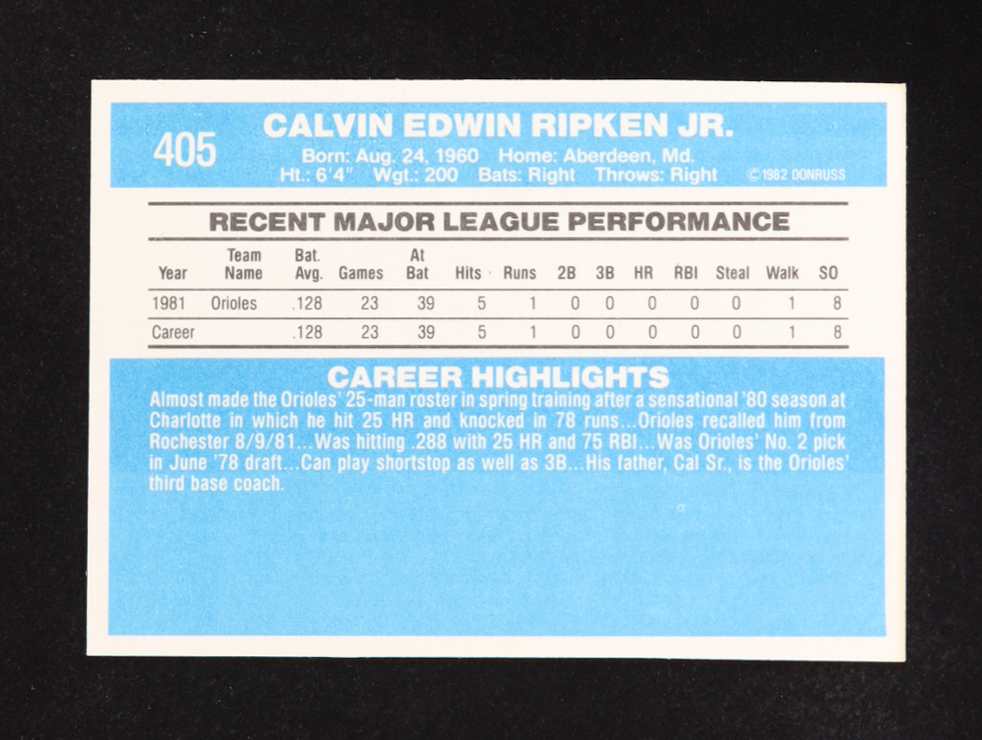 405
CALVIN EDWIN RIPKEN JR.
Born: Aug. 24, 1960 Home: Aberdeen, Md.
Ht.: 6'4" Wgt.: 200 Bats: Right Throws: Right ©1982 DONRUSS
RECENT MAJOR LEAGUE PERFORMANCE
Team Bat. At
Year Name Avg. Games Bat Hits Runs 2B 3B HR RBI Steal Walk SO
1981 Orioles .128 23 39 5 1 0 0 0 0 0 1 8
Career .128 23 39 5 1 0 0 0 0 0 1 8
CAREER HIGHLIGHTS
Almost made the Orioles' 25-man roster in spring training after a sensational '80 season at
Charlotte in which he hit 25 HR and knocked in 78 runs...Orioles recalled him from
Rochester 8/9/81...Was hitting .288 with 25 HR and 75 RBI...Was Orioles' No. 2 pick
in June '78 draft...Can play shortstop as well as 3B...His father, Cal Sr., is the Orioles'
third base coach.